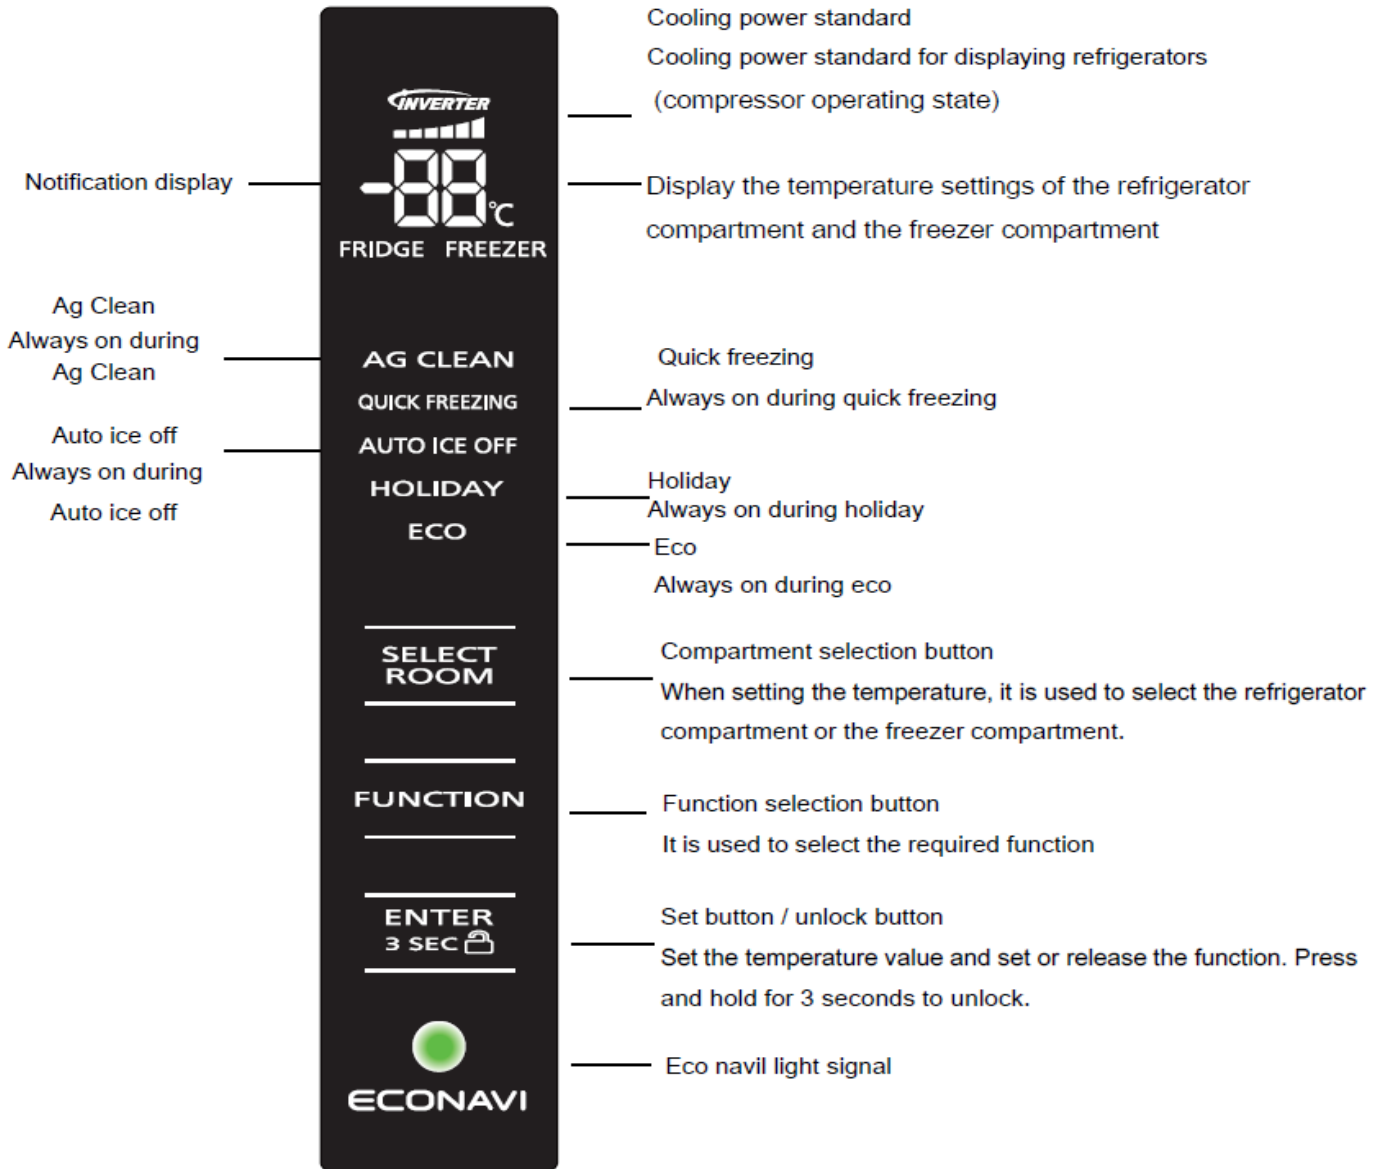 Cooling power standard
Cooling power standard for displaying refrigerators
(compressor operating state)
INVERTER
-88°C
Notification display
Display the temperature settings of the refrigerator
compartment and the freezer compartment
FRIDGE FREEZER
Ag Clean
Always on during
Ag Clean
AG CLEAN
Quick freezing
Always on during quick freezing
QUICK FREEZING
Auto ice off
Always on during
Auto ice off
AUTO ICE OFF
HOLIDAY
Holiday
Always on during holiday
ECO
Eco
Always on during eco
SELECT
ROOM
Compartment selection button
When setting the temperature, it is used to select the refrigerator
compartment or the freezer compartment.
FUNCTION
Function selection button
It is used to select the required function
ENTER
3 SEC
Set button / unlock button
Set the temperature value and set or release the function. Press
and hold for 3 seconds to unlock.
Eco navil light signal
ECONAVI